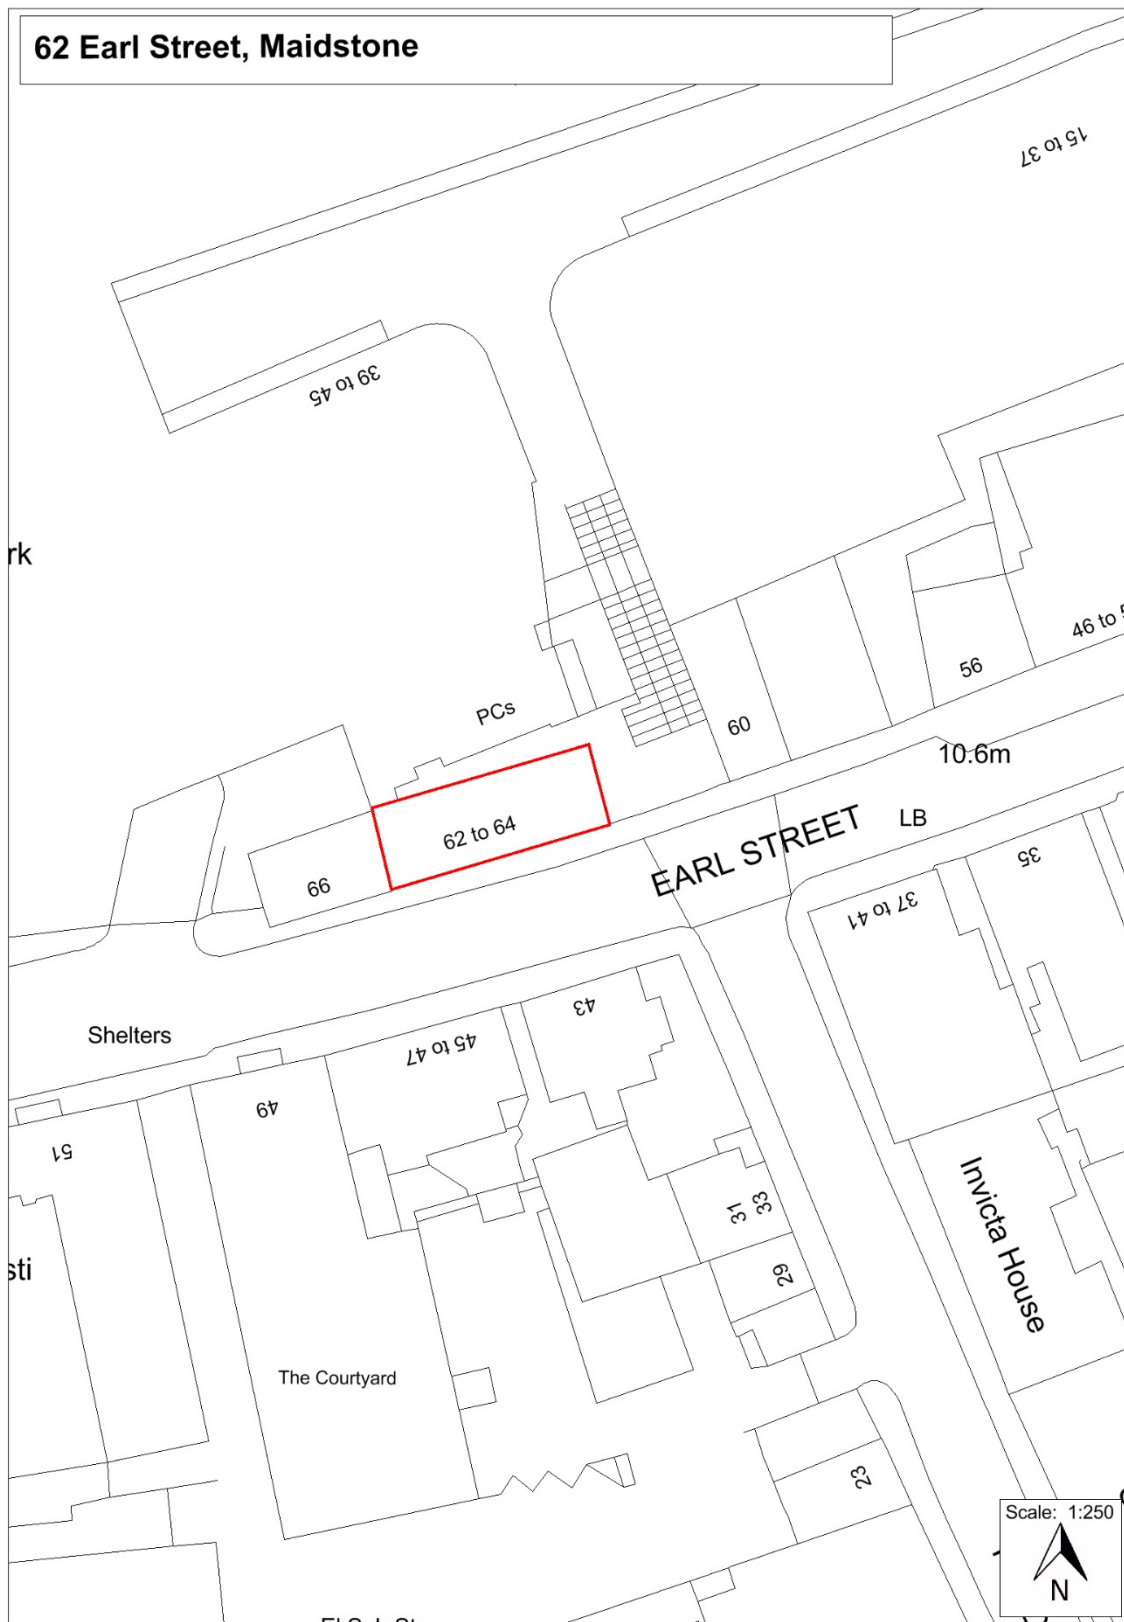 62 Earl Street, Maidstone
15 to 37
39 to 45
rk
46 to
56
PCs
60
10.6m
62 to 64
EARL STREET
LB
66
37 to 41
35
43
Shelters
45 to 47
49
51
31
33
Invicta House
sti
29
The Courtyard
23
Scale: 1:250
N